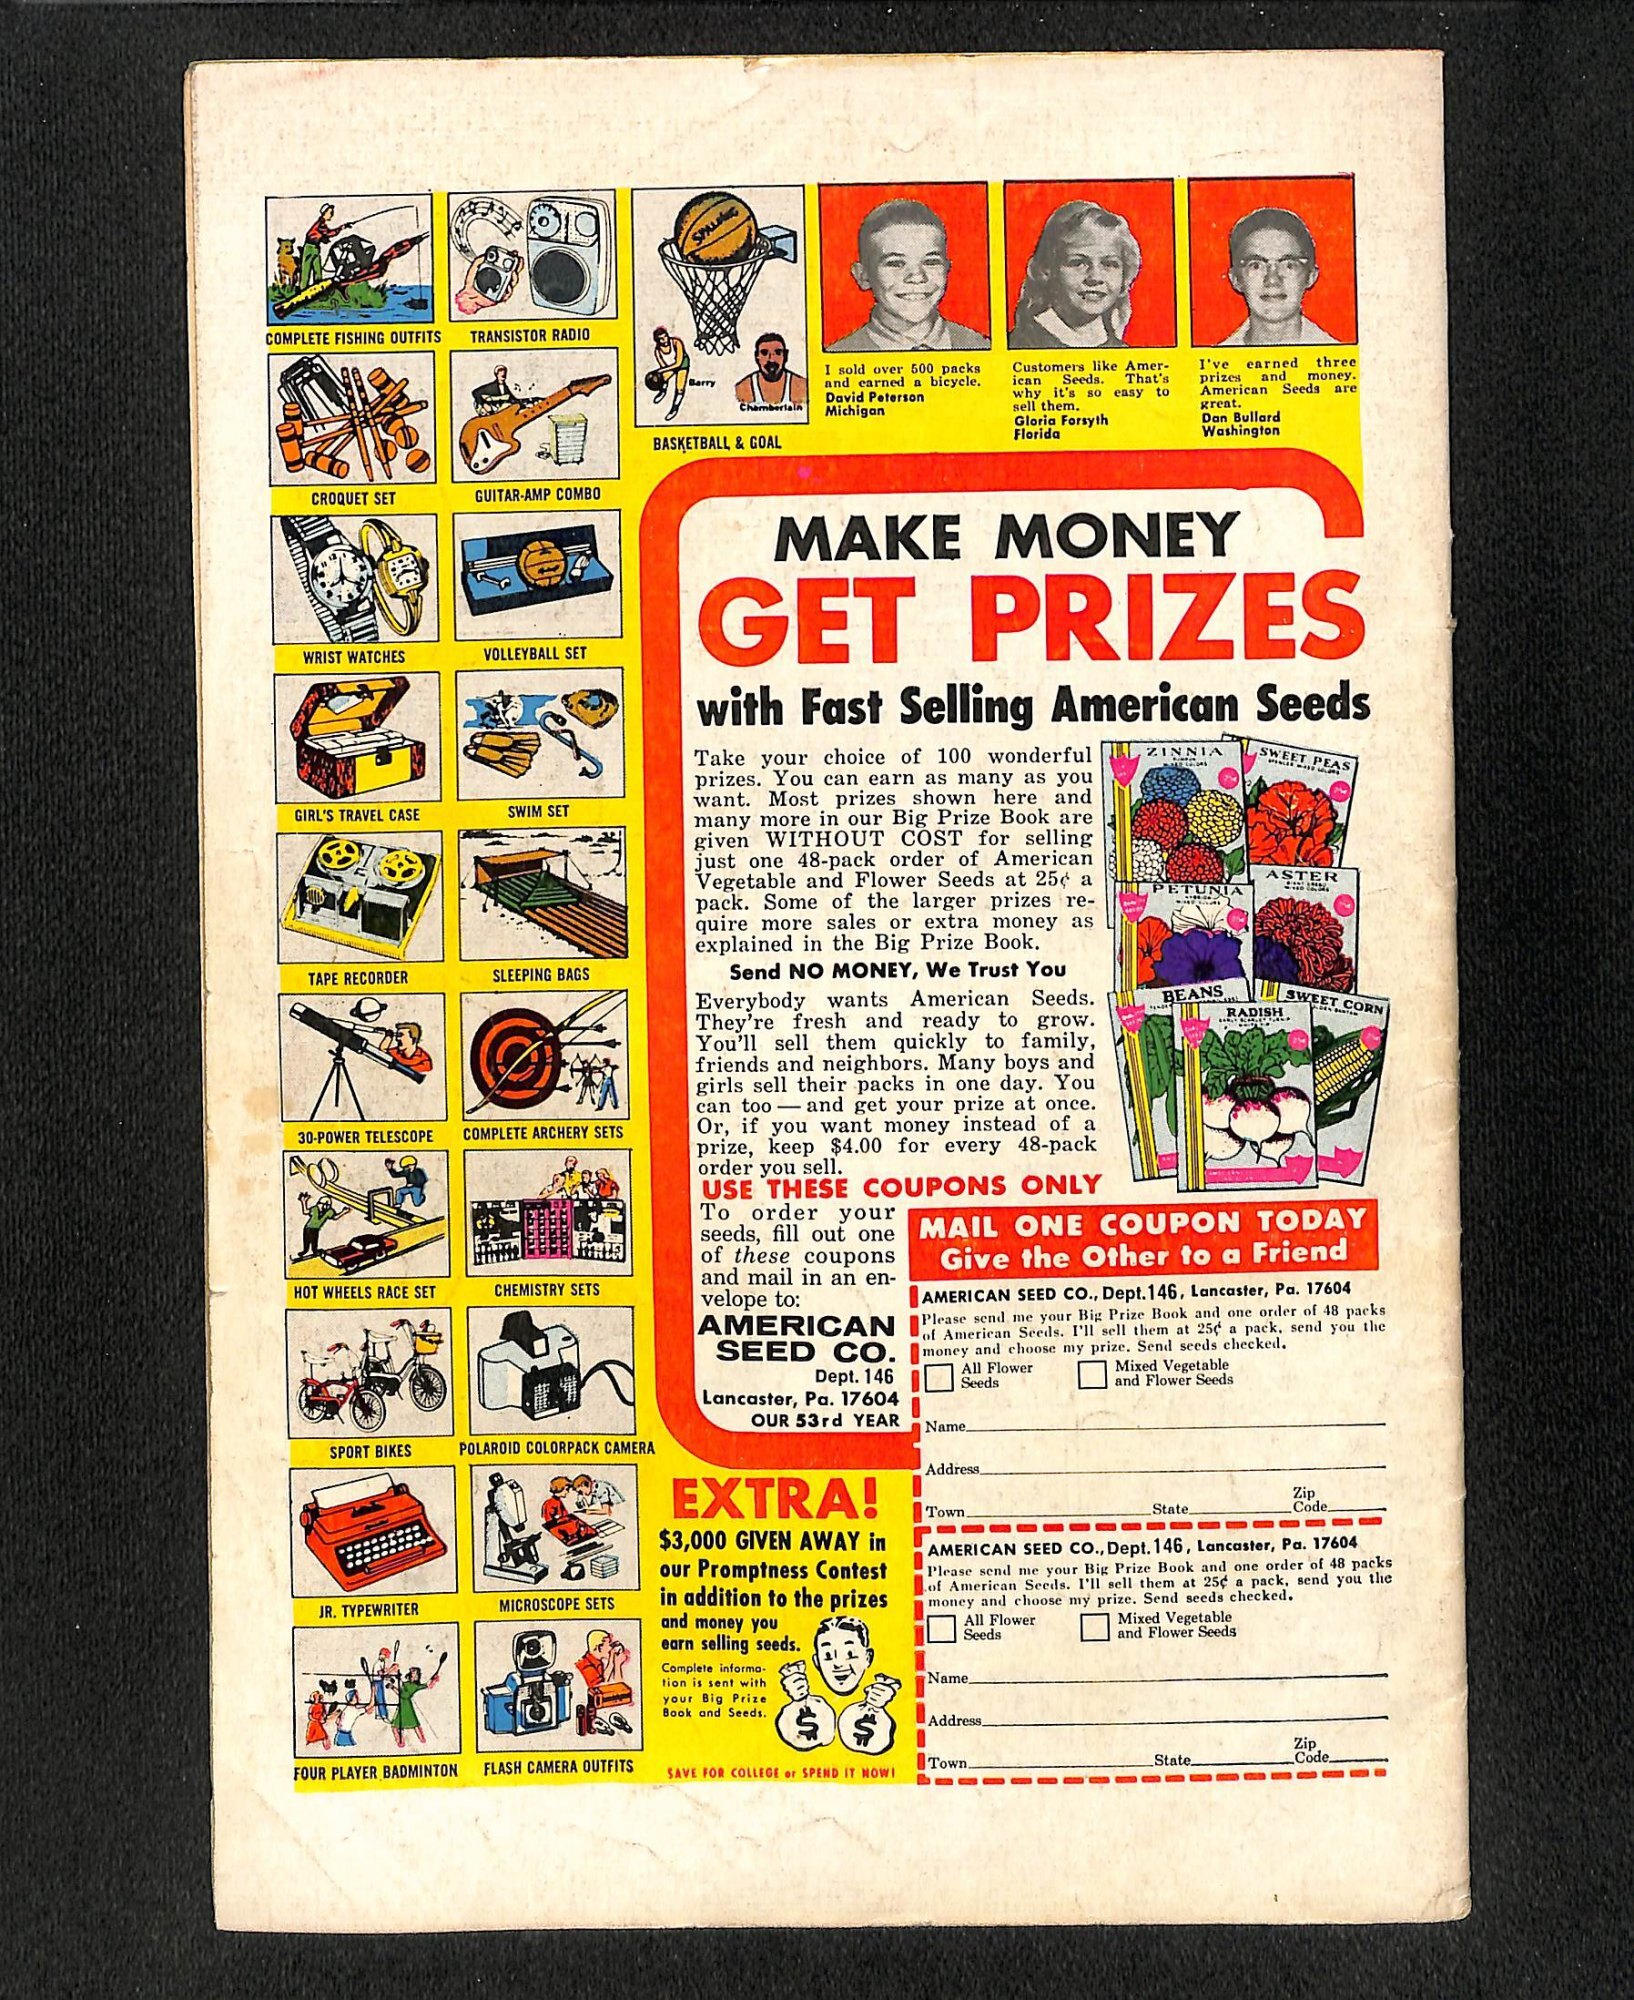 COMPLETE FISHING OUTFITS
TRANSISTOR RADIO
SPALDING
Barry
Chamberlain
BASKETBALL & GOAL
CROQUET SET
GUITAR-AMP COMBO
WRIST WATCHES
VOLLEYBALL SET
GIRL'S TRAVEL CASE
SWIM SET
TAPE RECORDER
SLEEPING BAGS
30-POWER TELESCOPE
COMPLETE ARCHERY SETS
HOT WHEELS RACE SET
CHEMISTRY SETS
SPORT BIKES
POLAROID COLORPACK CAMERA
JR. TYPEWRITER
MICROSCOPE SETS
FOUR PLAYER BADMINTON
FLASH CAMERA OUTFITS
I sold over 500 packs
and earned a bicycle.
David Peterson
Michigan
Customers like Amer-
ican Seeds. That's
why it's so easy to
sell them.
Gloria Forsyth
Florida
I've earned three
prizes and money.
American Seeds are
great.
Dan Bullard
Washington
MAKE MONEY
GET PRIZES
with Fast Selling American Seeds
Take your choice of 100 wonderful
prizes. You can earn as many as you
want. Most prizes shown here and
many more in our Big Prize Book are
given WITHOUT COST for selling
just one 48-pack order of American
Vegetable and Flower Seeds at 25¢ a
pack. Some of the larger prizes re-
quire more sales or extra money as
explained in the Big Prize Book.
Send NO MONEY, We Trust You
Everybody wants American Seeds.
They're fresh and ready to grow.
You'll sell them quickly to family,
friends and neighbors. Many boys and
girls sell their packs in one day. You
can too — and get your prize at once.
Or, if you want money instead of a
prize, keep $4.00 for every 48-pack
order you sell.
ZINNIA
SWEET PEAS
PETUNIA
ASTER
BEANS
RADISH
SWEET CORN
USE THESE COUPONS ONLY
To order your
seeds, fill out one
of these coupons
and mail in an en-
velope to:
AMERICAN
SEED CO.
Dept. 146
Lancaster, Pa. 17604
OUR 53rd YEAR
MAIL ONE COUPON TODAY
Give the Other to a Friend
AMERICAN SEED CO., Dept. 146, Lancaster, Pa. 17604
Please send me your Big Prize Book and one order of 48 packs
of American Seeds. I'll sell them at 25¢ a pack, send you the
money and choose my prize. Send seeds checked.
All Flower
Seeds
Mixed Vegetable
and Flower Seeds
Name
Address
Town State Zip Code
AMERICAN SEED CO., Dept. 146, Lancaster, Pa. 17604
Please send me your Big Prize Book and one order of 48 packs
of American Seeds. I'll sell them at 25¢ a pack, send you the
money and choose my prize. Send seeds checked.
All Flower
Seeds
Mixed Vegetable
and Flower Seeds
Name
Address
Town State Zip Code
EXTRA!
$3,000 GIVEN AWAY in
our Promptness Contest
in addition to the prizes
and money you
earn selling seeds.
Complete informa-
tion is sent with
your Big Prize
Book and Seeds.
$ $
SAVE FOR COLLEGE or SPEND IT NOW!